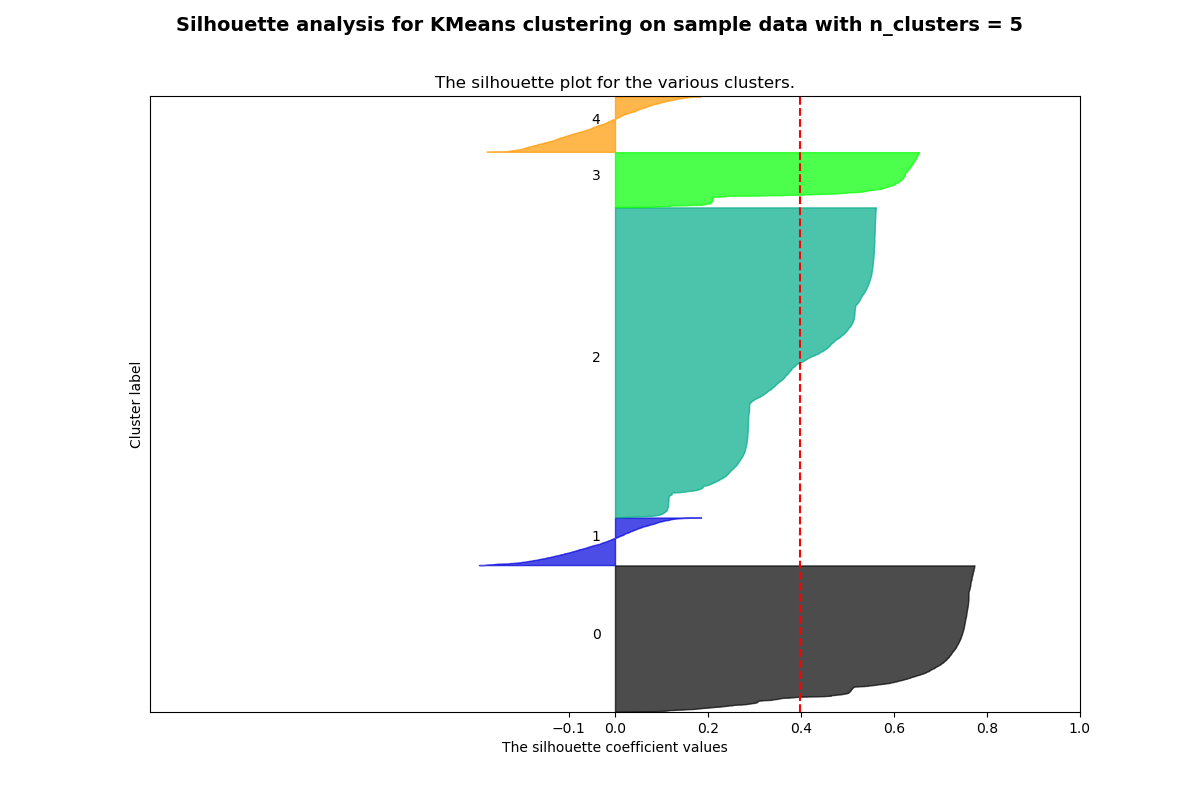 Silhouette analysis for KMeans clustering on sample data with n_clusters = 5
The silhouette plot for the various clusters.
4
3
2
1
0
Cluster label
−0.1 0.0 0.2 0.4 0.6 0.8 1.0
The silhouette coefficient values